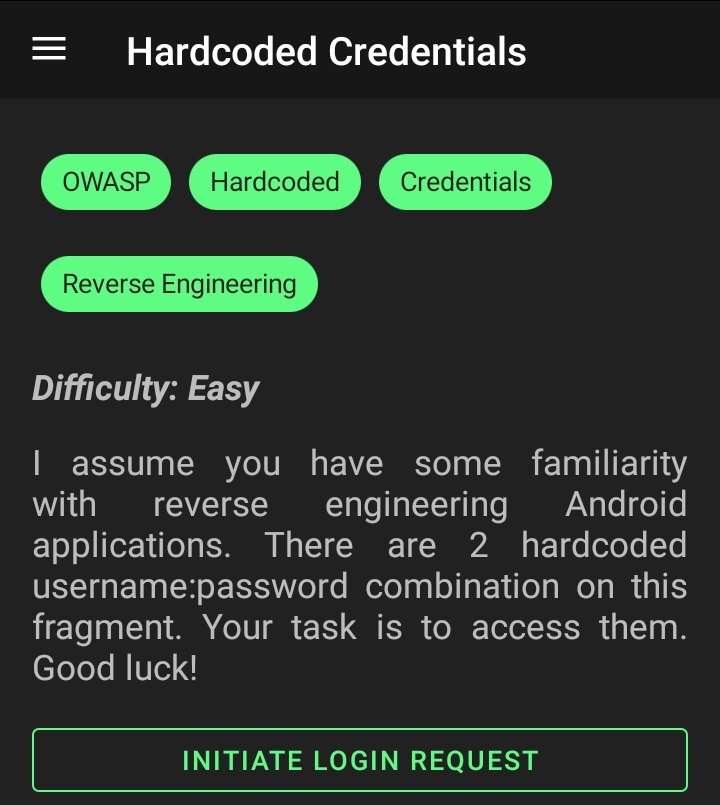 Hardcoded Credentials
OWASP Hardcoded Credentials
Reverse Engineering
Difficulty: Easy
I assume you have some familiarity
with reverse engineering Android
applications. There are 2 hardcoded
username:password combination on this
fragment. Your task is to access them.
Good luck!
INITIATE LOGIN REQUEST